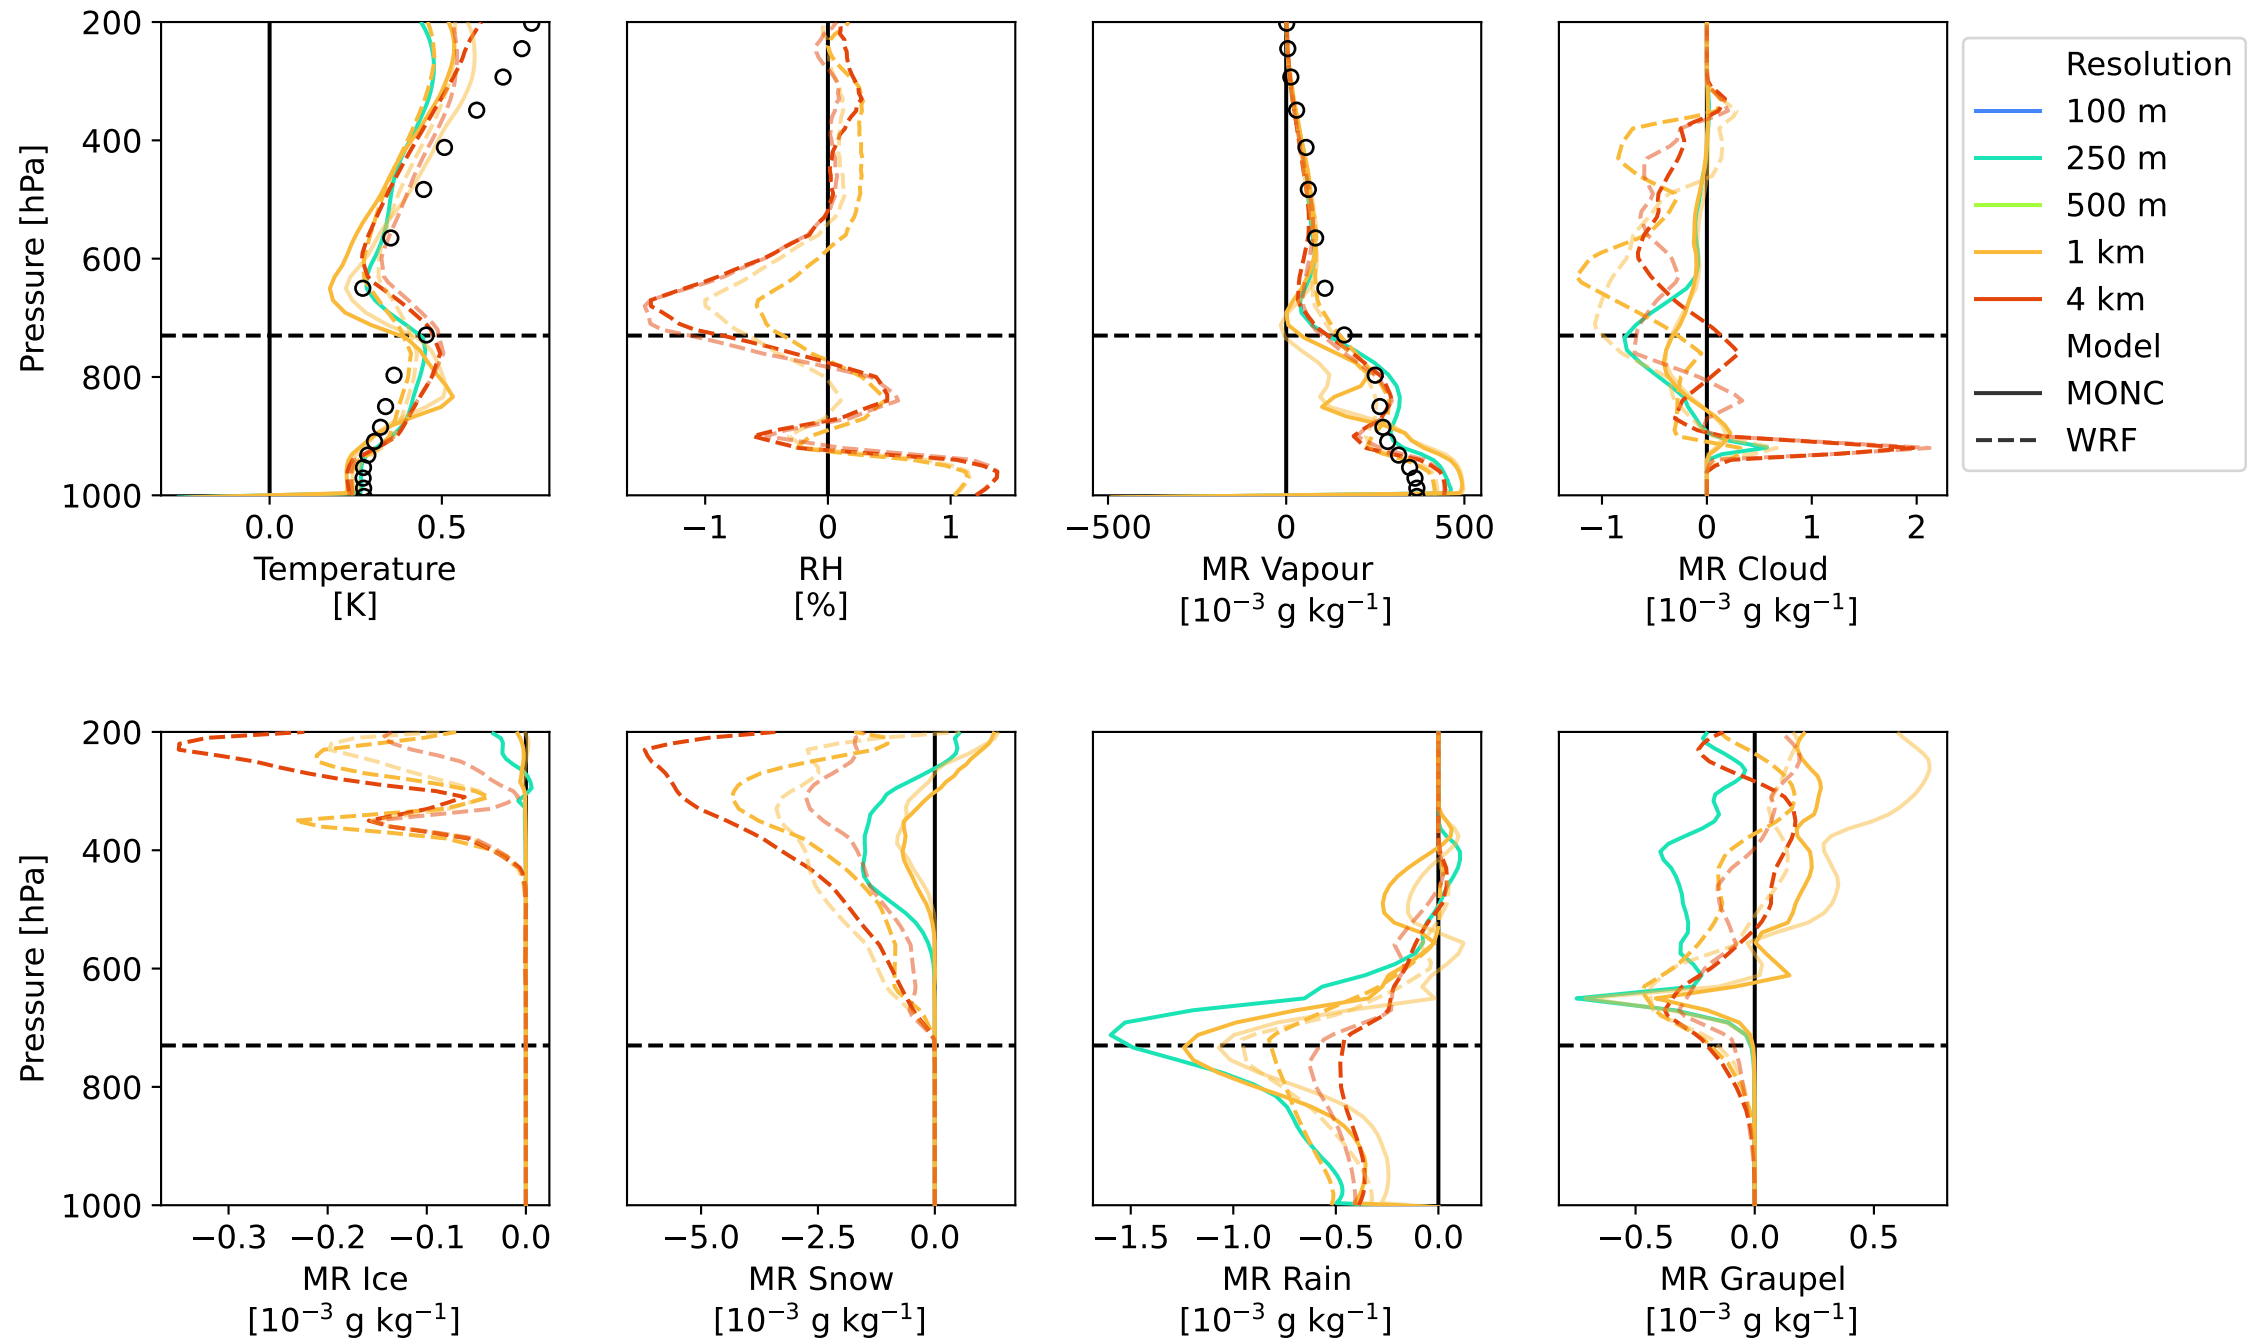 Pressure [hPa]
200
400
600
800
1000
0.0 0.5
Temperature
[K]
−1 0 1
RH
[%]
−500 0 500
MR Vapour
[10⁻³ g kg⁻¹]
−1 0 1 2
MR Cloud
[10⁻³ g kg⁻¹]
Resolution
100 m
250 m
500 m
1 km
4 km
Model
MONC
WRF
Pressure [hPa]
200
400
600
800
1000
−0.3 −0.2 −0.1 0.0
MR Ice
[10⁻³ g kg⁻¹]
−5.0 −2.5 0.0
MR Snow
[10⁻³ g kg⁻¹]
−1.5 −1.0 −0.5 0.0
MR Rain
[10⁻³ g kg⁻¹]
−0.5 0.0 0.5
MR Graupel
[10⁻³ g kg⁻¹]